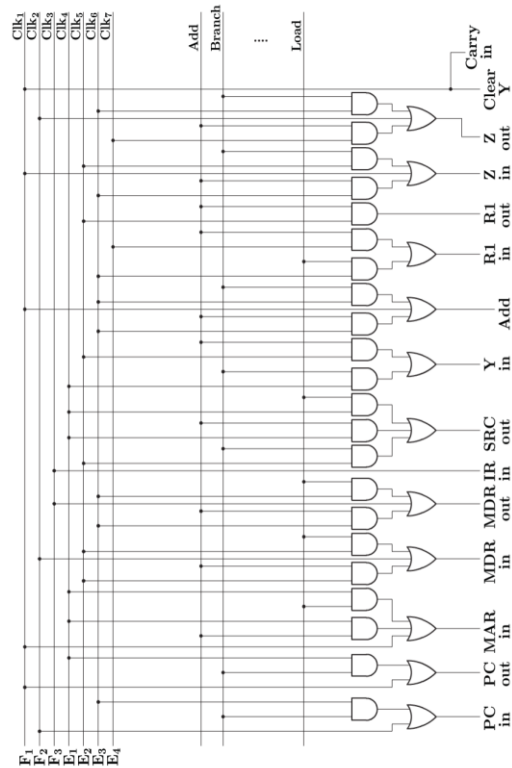 Clk₁
Clk₂
Clk₃
Clk₄
Clk₅
Clk₆
Clk₇
Add
Branch
....
Load
Carry
in
Clear
Y
Z
out
Z
in
R1
out
R1
in
Add
Y
in
SRC
out
IR
in
MDR
out
MDR
in
MAR
in
PC
out
PC
in
F₁
F₂
F₃
E₁
E₂
E₃
E₄